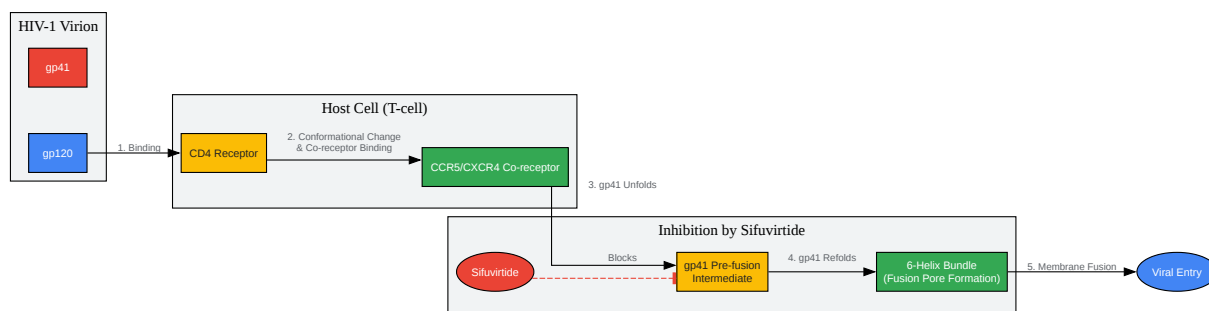 HIV-1 Virion
gp41
gp120
1. Binding
Host Cell (T-cell)
CD4 Receptor
2. Conformational Change
& Co-receptor Binding
CCR5/CXCR4 Co-receptor
3. gp41 Unfolds
Inhibition by Sifuvirtide
Sifuvirtide
Blocks
gp41 Pre-fusion
Intermediate
4. gp41 Refolds
6-Helix Bundle
(Fusion Pore Formation)
5. Membrane Fusion
Viral Entry